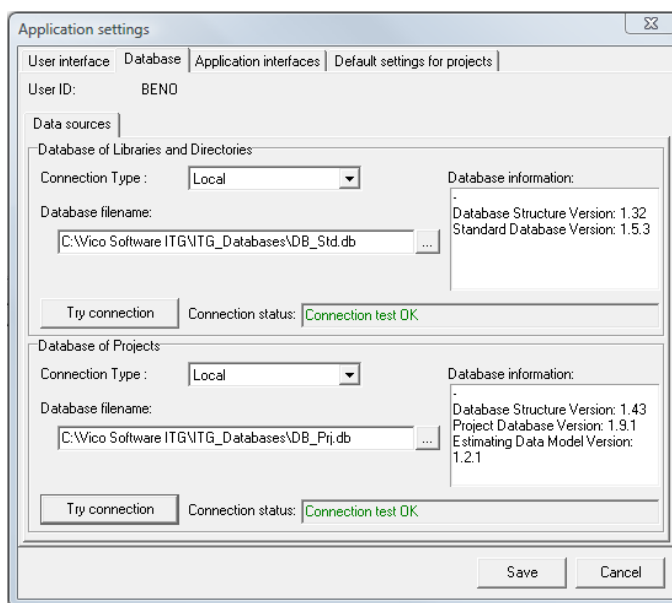 Application settings
User interface Database Application interfaces Default settings for projects
User ID: BENO
Data sources
Database of Libraries and Directories
Connection Type : Local
Database information:
-
Database Structure Version: 1.32
Standard Database Version: 1.5.3
Database filename:
C:\Vico Software ITG\ITG_Databases\DB_Std.db ...
Try connection Connection status: Connection test OK
Database of Projects
Connection Type : Local
Database information:
-
Database Structure Version: 1.43
Project Database Version: 1.9.1
Estimating Data Model Version:
1.2.1
Database filename:
C:\Vico Software ITG\ITG_Databases\DB_Prj.db ...
Try connection Connection status: Connection test OK
Save Cancel